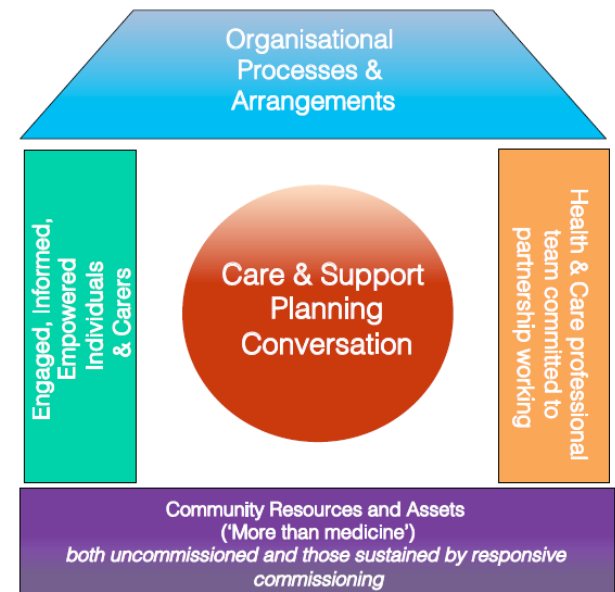 Organisational
Processes &
Arrangements
Engaged, Informed,
Empowered
Individuals
& Carers
Care & Support
Planning
Conversation
Health & Care professional
team committed to
partnership working
Community Resources and Assets
('More than medicine')
both uncommissioned and those sustained by responsive
commissioning